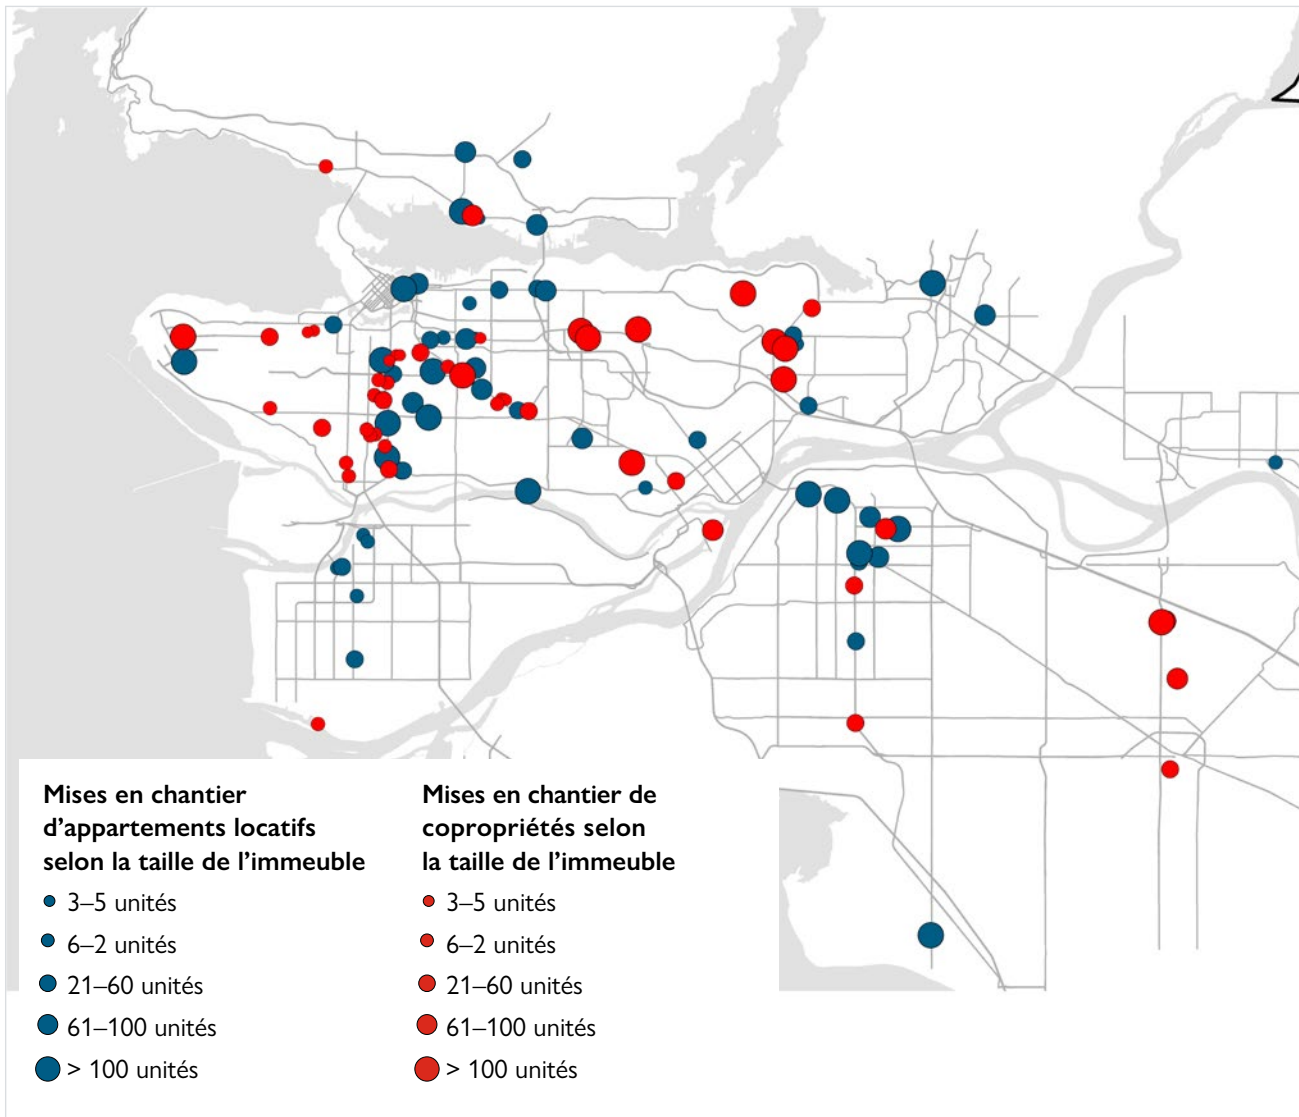 Mises en chantier
d’appartements locatifs
selon la taille de l’immeuble
3–5 unités
6–2 unités
21–60 unités
61–100 unités
> 100 unités
Mises en chantier de
copropriétés selon
la taille de l’immeuble
3–5 unités
6–2 unités
21–60 unités
61–100 unités
> 100 unités